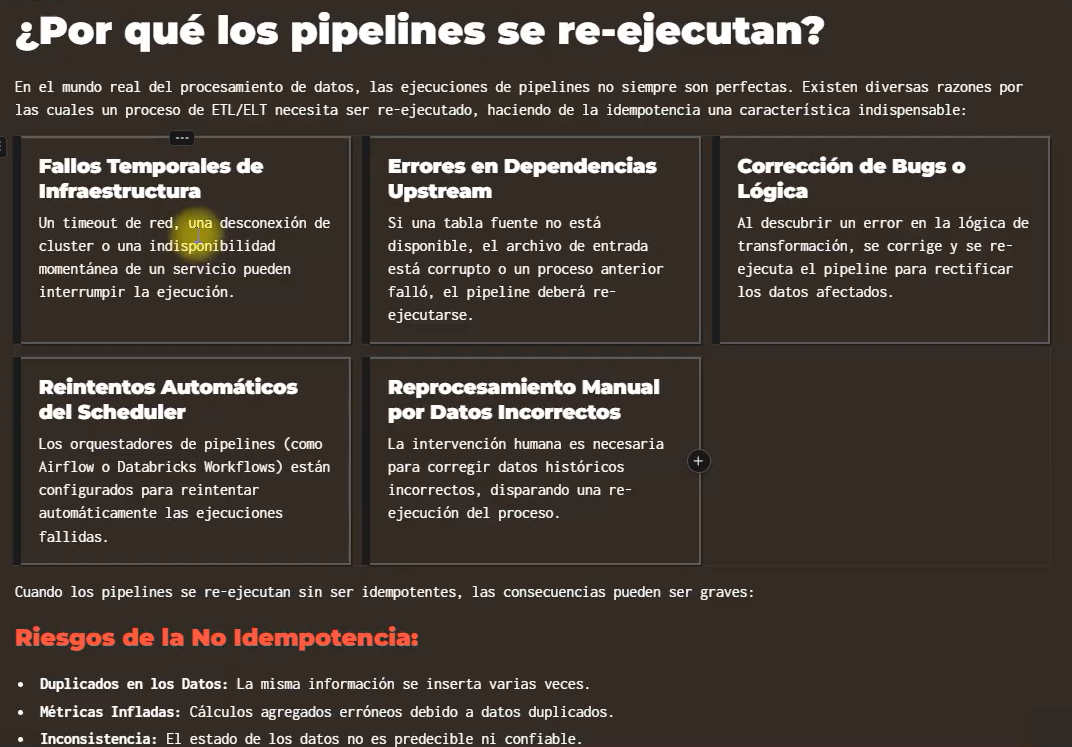 ¿Por qué los pipelines se re-ejecutan?
En el mundo real del procesamiento de datos, las ejecuciones de pipelines no siempre son perfectas. Existen diversas razones por
las cuales un proceso de ETL/ELT necesita ser re-ejecutado, haciendo de la idempotencia una característica indispensable:
Fallos Temporales de
Infraestructura
Un timeout de red, una desconexión de
cluster o una indisponibilidad
momentánea de un servicio pueden
interrumpir la ejecución.
Errores en Dependencias
Upstream
Si una tabla fuente no está
disponible, el archivo de entrada
está corrupto o un proceso anterior
falló, el pipeline deberá re-
ejecutarse.
Corrección de Bugs o
Lógica
Al descubrir un error en la lógica de
transformación, se corrige y se re-
ejecuta el pipeline para rectificar
los datos afectados.
Reintentos Automáticos
del Scheduler
Los orquestadores de pipelines (como
Airflow o Databricks Workflows) están
configurados para reintentar
automáticamente las ejecuciones
fallidas.
Reprocesamiento Manual
por Datos Incorrectos
La intervención humana es necesaria
para corregir datos históricos
incorrectos, disparando una re-
ejecución del proceso.
Cuando los pipelines se re-ejecutan sin ser idempotentes, las consecuencias pueden ser graves:
Riesgos de la No Idempotencia:
• Duplicados en los Datos: La misma información se inserta varias veces.
• Métricas Infladas: Cálculos agregados erróneos debido a datos duplicados.
• Inconsistencia: El estado de los datos no es predecible ni confiable.